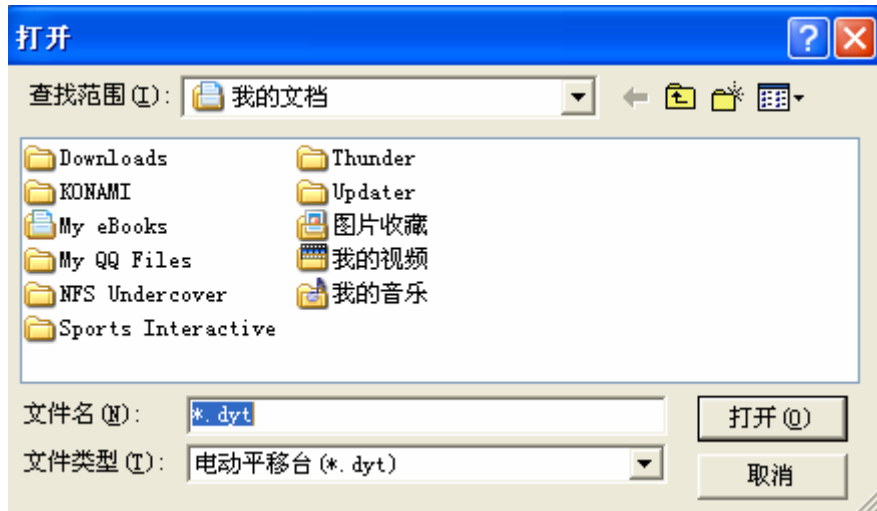 打开
查找范围(I): 我的文档
Downloads
KONAMI
My eBooks
My QQ Files
NFS Undercover
Sports Interactive
Thunder
Updater
图片收藏
我的视频
我的音乐
文件名(N): *.dyt 打开(O)
文件类型(T): 电动平移台(*.dyt) 取消